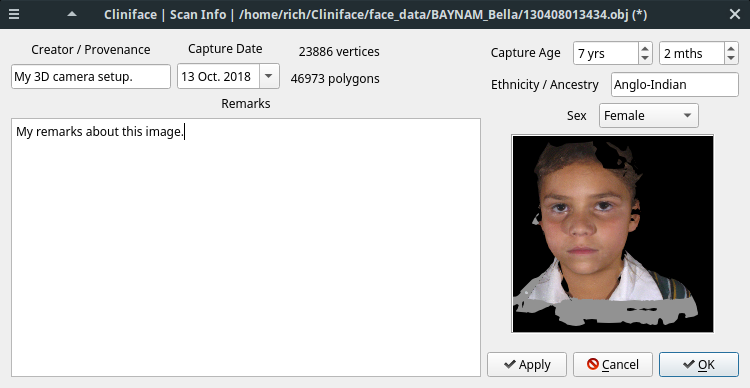 Cliniface | Scan Info | /home/rich/Cliniface/face_data/BAYNAM_Bella/130408013434.obj (*)
Creator / Provenance
Capture Date
23886 vertices
Capture Age
7 yrs
2 mths
My 3D camera setup.
13 Oct. 2018
46973 polygons
Ethnicity / Ancestry
Anglo-Indian
Remarks
Sex
Female
My remarks about this image.
Apply
Cancel
OK